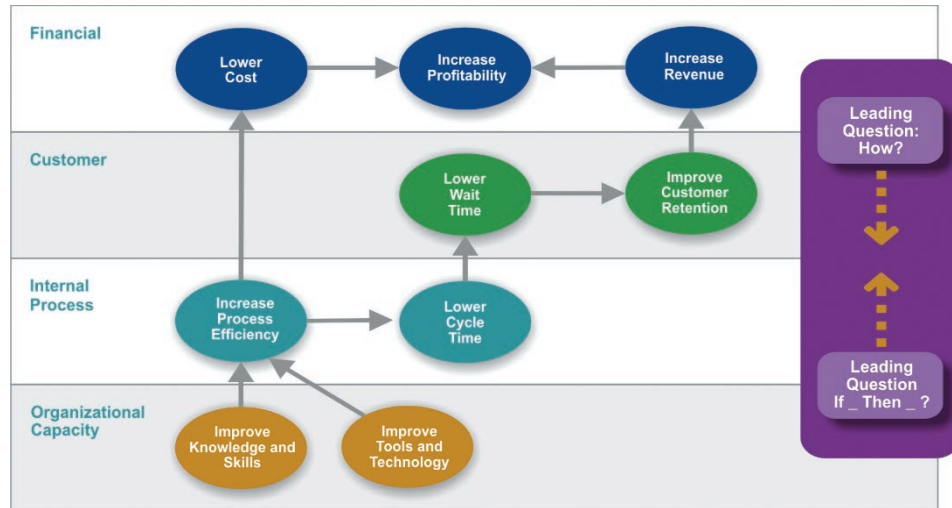 Financial
Lower
Cost
Increase
Profitability
Increase
Revenue
Customer
Lower
Wait
Time
Improve
Customer
Retention
Internal
Process
Increase
Process
Efficiency
Lower
Cycle
Time
Organizational
Capacity
Improve
Knowledge and
Skills
Improve
Tools and
Technology
Leading
Question:
How?
Leading
Question
If _ Then _ ?